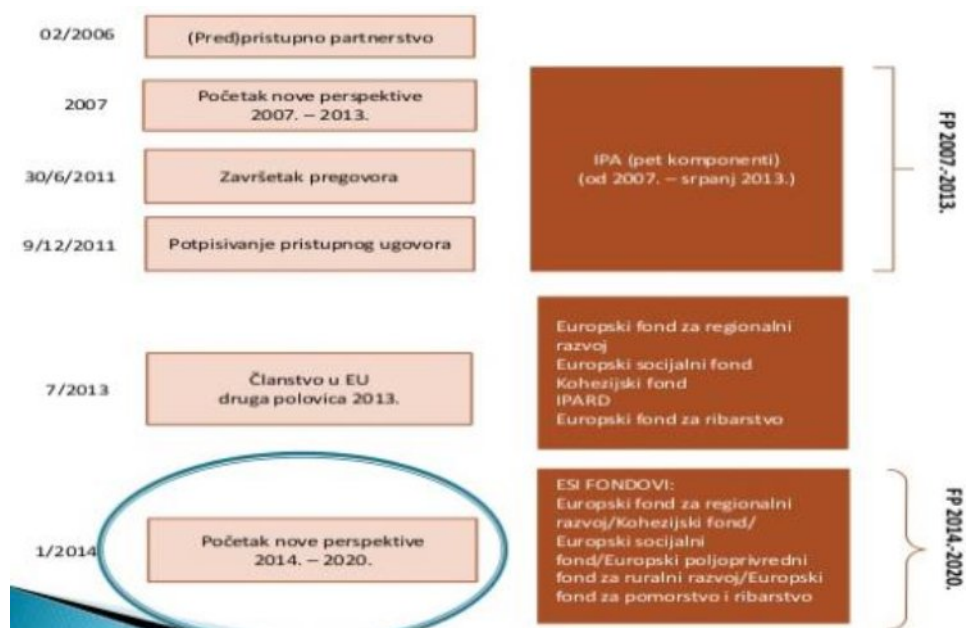 02/2006
(Pred)pristupno partnerstvo
2007
Početak nove perspektive
2007. – 2013.
30/6/2011
Završetak pregovora
9/12/2011
Potpisivanje pristupnog ugovora
IPA (pet komponenti)
(od 2007. – srpanj 2013.)
FP 2007.-2013.
7/2013
Članstvo u EU
druga polovica 2013.
Europski fond za regionalni
razvoj
Europski socijalni fond
Kohezijski fond
IPARD
Europski fond za ribarstvo
1/2014
Početak nove perspektive
2014. – 2020.
ESI FONDOVI:
Europski fond za regionalni
razvoj/Kohezijski fond/
Europski socijalni
fond/Europski poljoprivredni
fond za ruralni razvoj/Europski
fond za pomorstvo i ribarstvo
FP 2014.-2020.